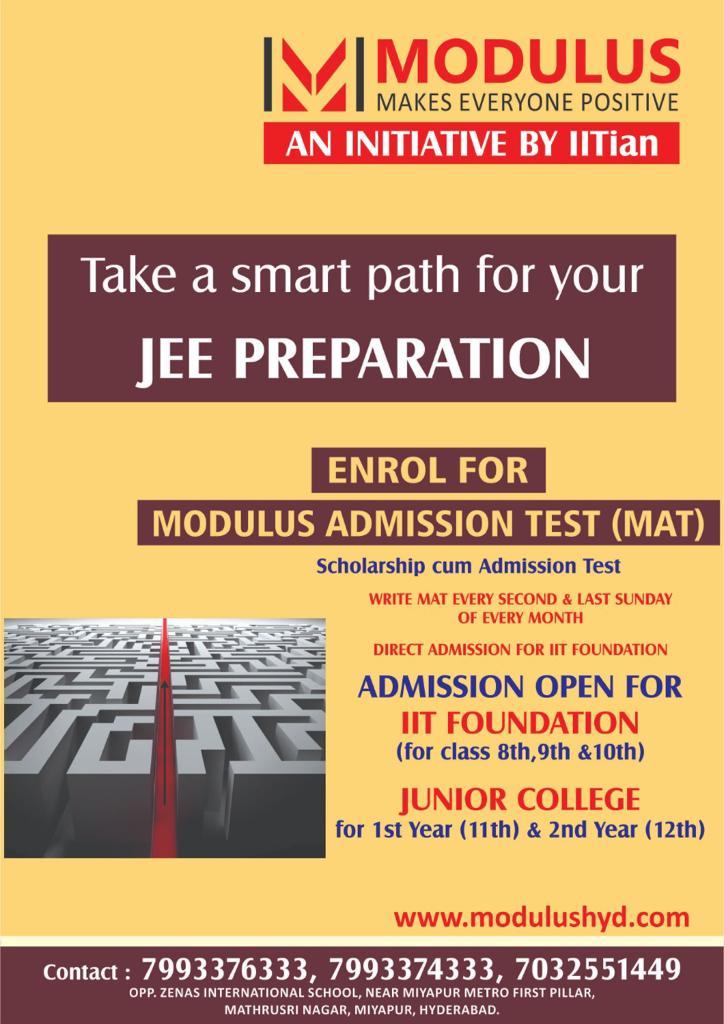 MODULUS
MAKES EVERYONE POSITIVE
AN INITIATIVE BY IITian
Take a smart path for your
JEE PREPARATION
ENROL FOR
MODULUS ADMISSION TEST (MAT)
Scholarship cum Admission Test
WRITE MAT EVERY SECOND & LAST SUNDAY
OF EVERY MONTH
DIRECT ADMISSION FOR IIT FOUNDATION
ADMISSION OPEN FOR
IIT FOUNDATION
(for class 8th,9th &10th)
JUNIOR COLLEGE
for 1st Year (11th) & 2nd Year (12th)
www.modulushyd.com
Contact : 7993376333, 7993374333, 7032551449
OPP. ZENAS INTERNATIONAL SCHOOL, NEAR MIYAPUR METRO FIRST PILLAR,
MATHRUSRI NAGAR, MIYAPUR, HYDERABAD.